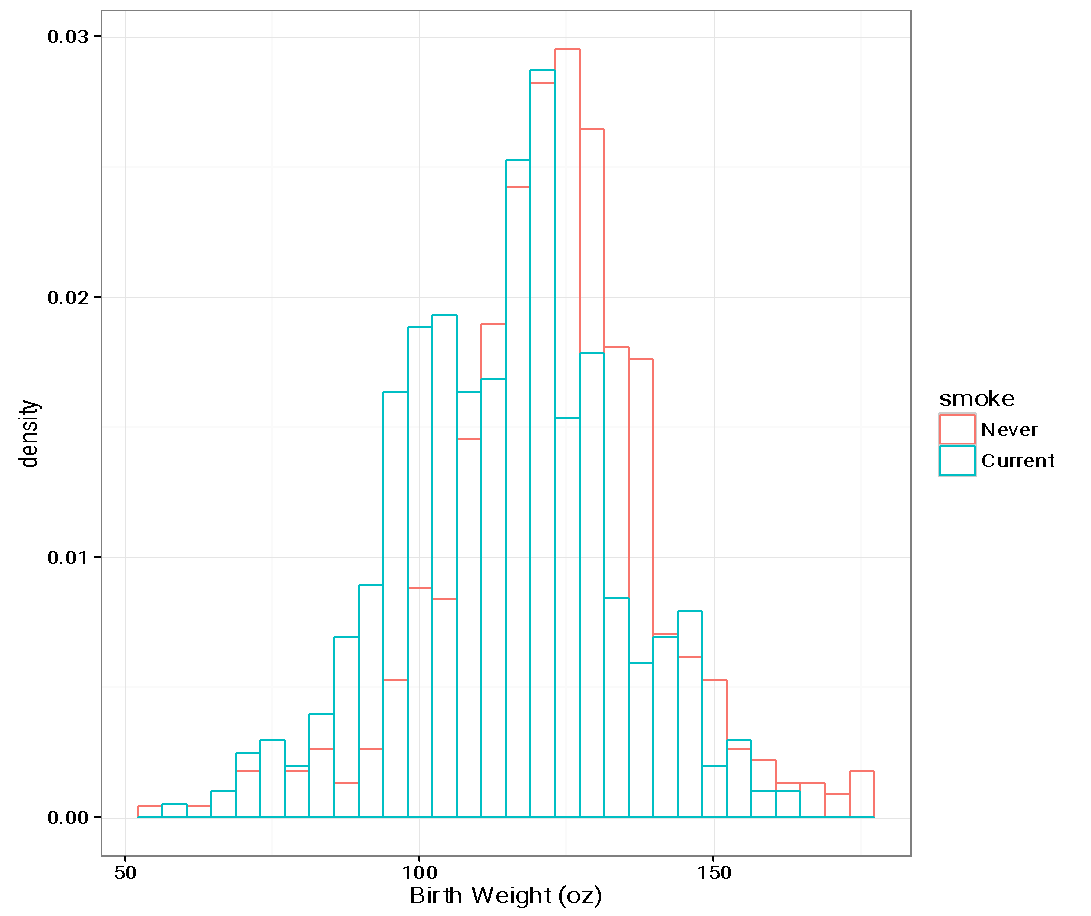 0.03
0.02
0.01
0.00
density
50
100
150
Birth Weight (oz)
smoke
Never
Current